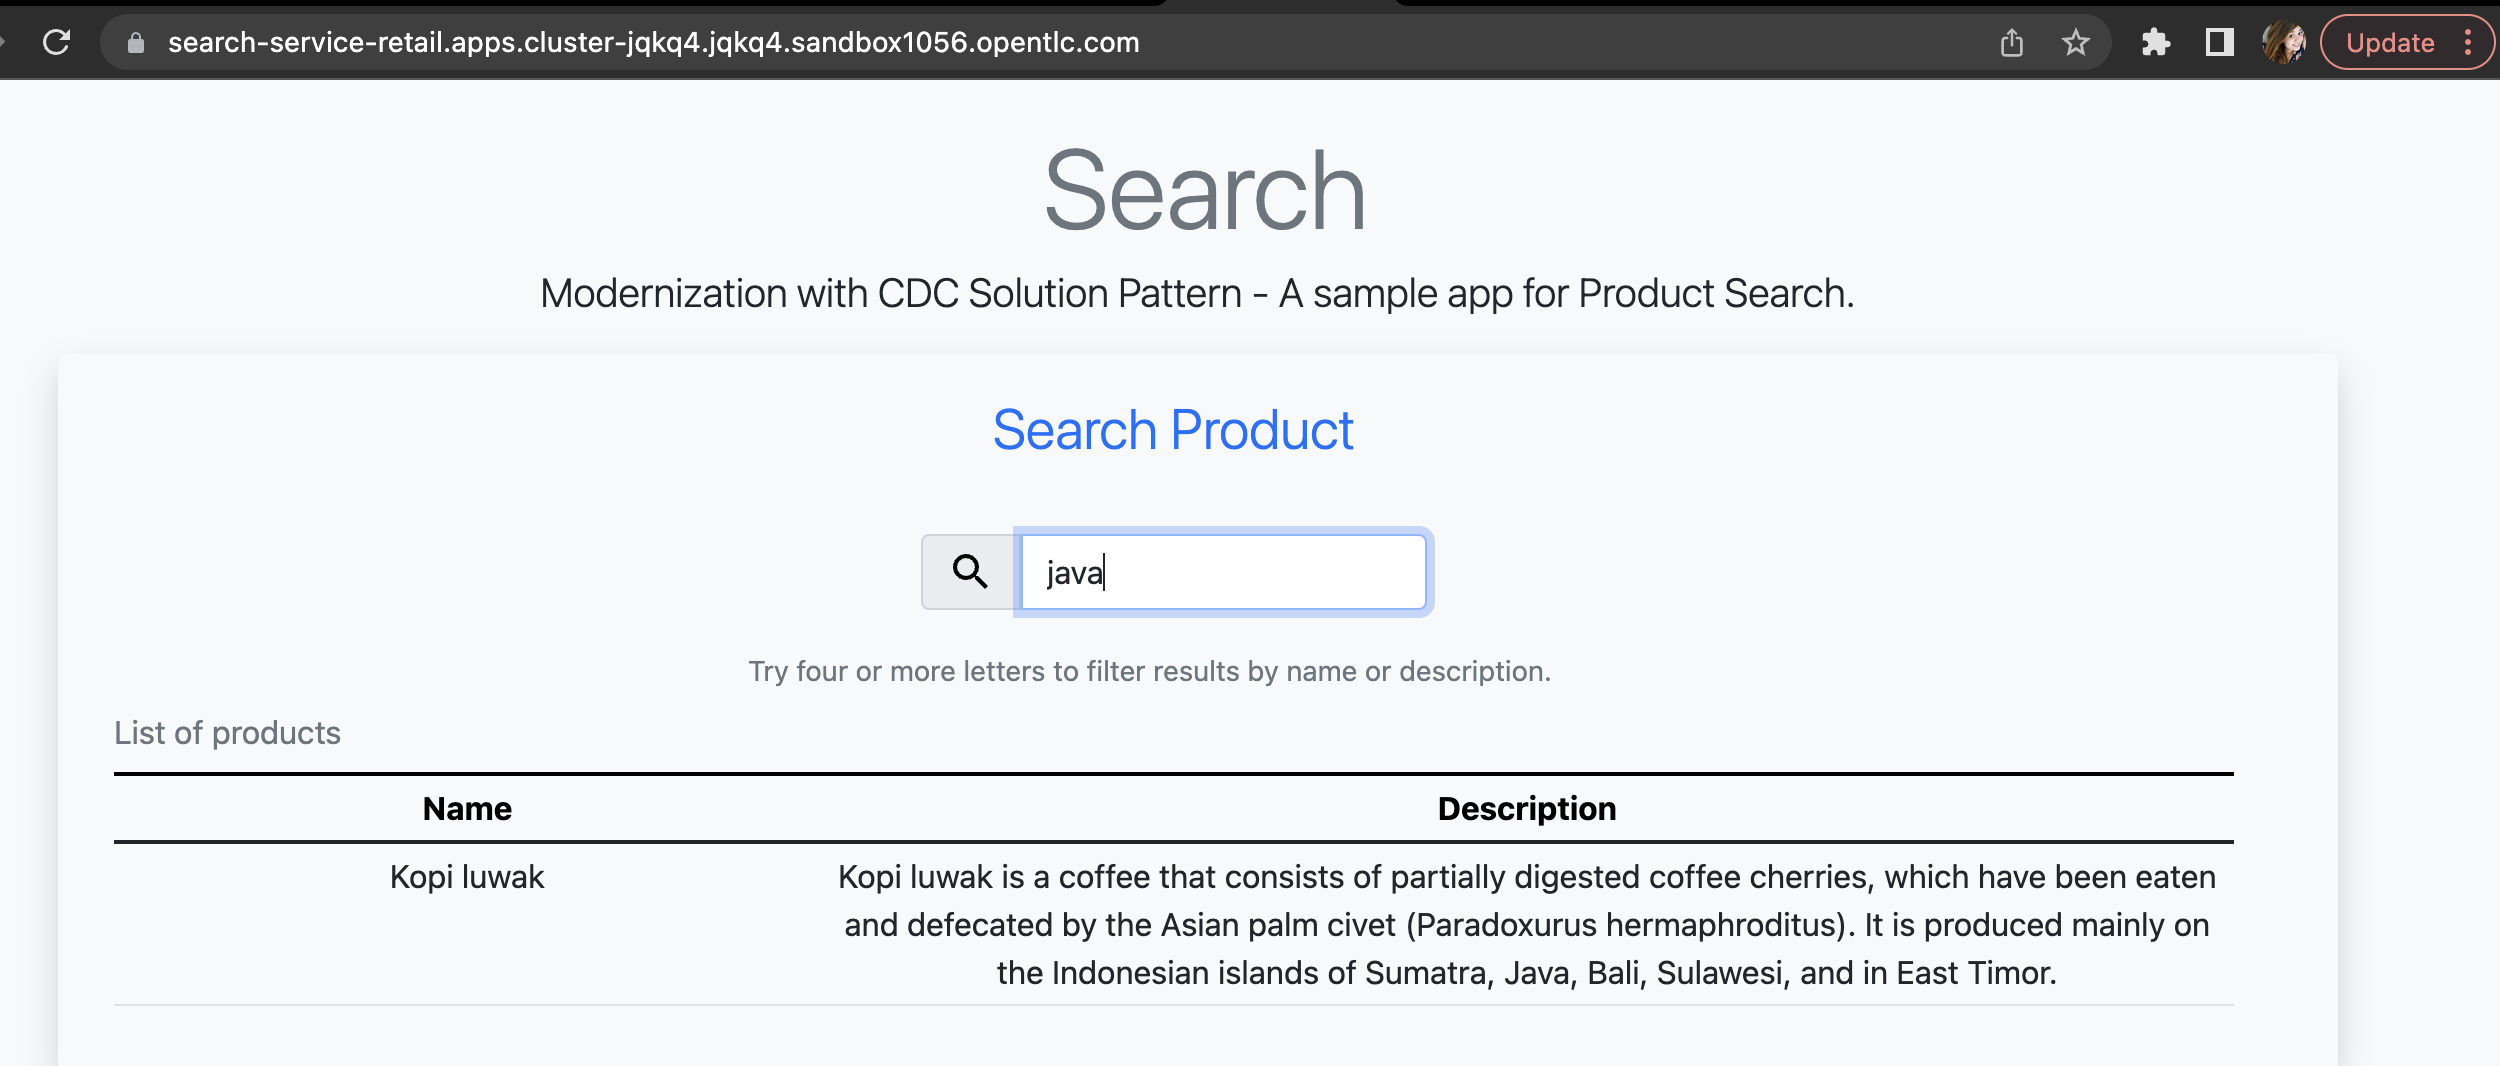 search-service-retail.apps.cluster-jqkq4.jqkq4.sandbox1056.opentlc.com
Update
Search
Modernization with CDC Solution Pattern - A sample app for Product Search.
Search Product
java
Try four or more letters to filter results by name or description.
List of products
Name Description
Kopi luwak Kopi luwak is a coffee that consists of partially digested coffee cherries, which have been eaten
and defecated by the Asian palm civet (Paradoxurus hermaphroditus). It is produced mainly on
the Indonesian islands of Sumatra, Java, Bali, Sulawesi, and in East Timor.